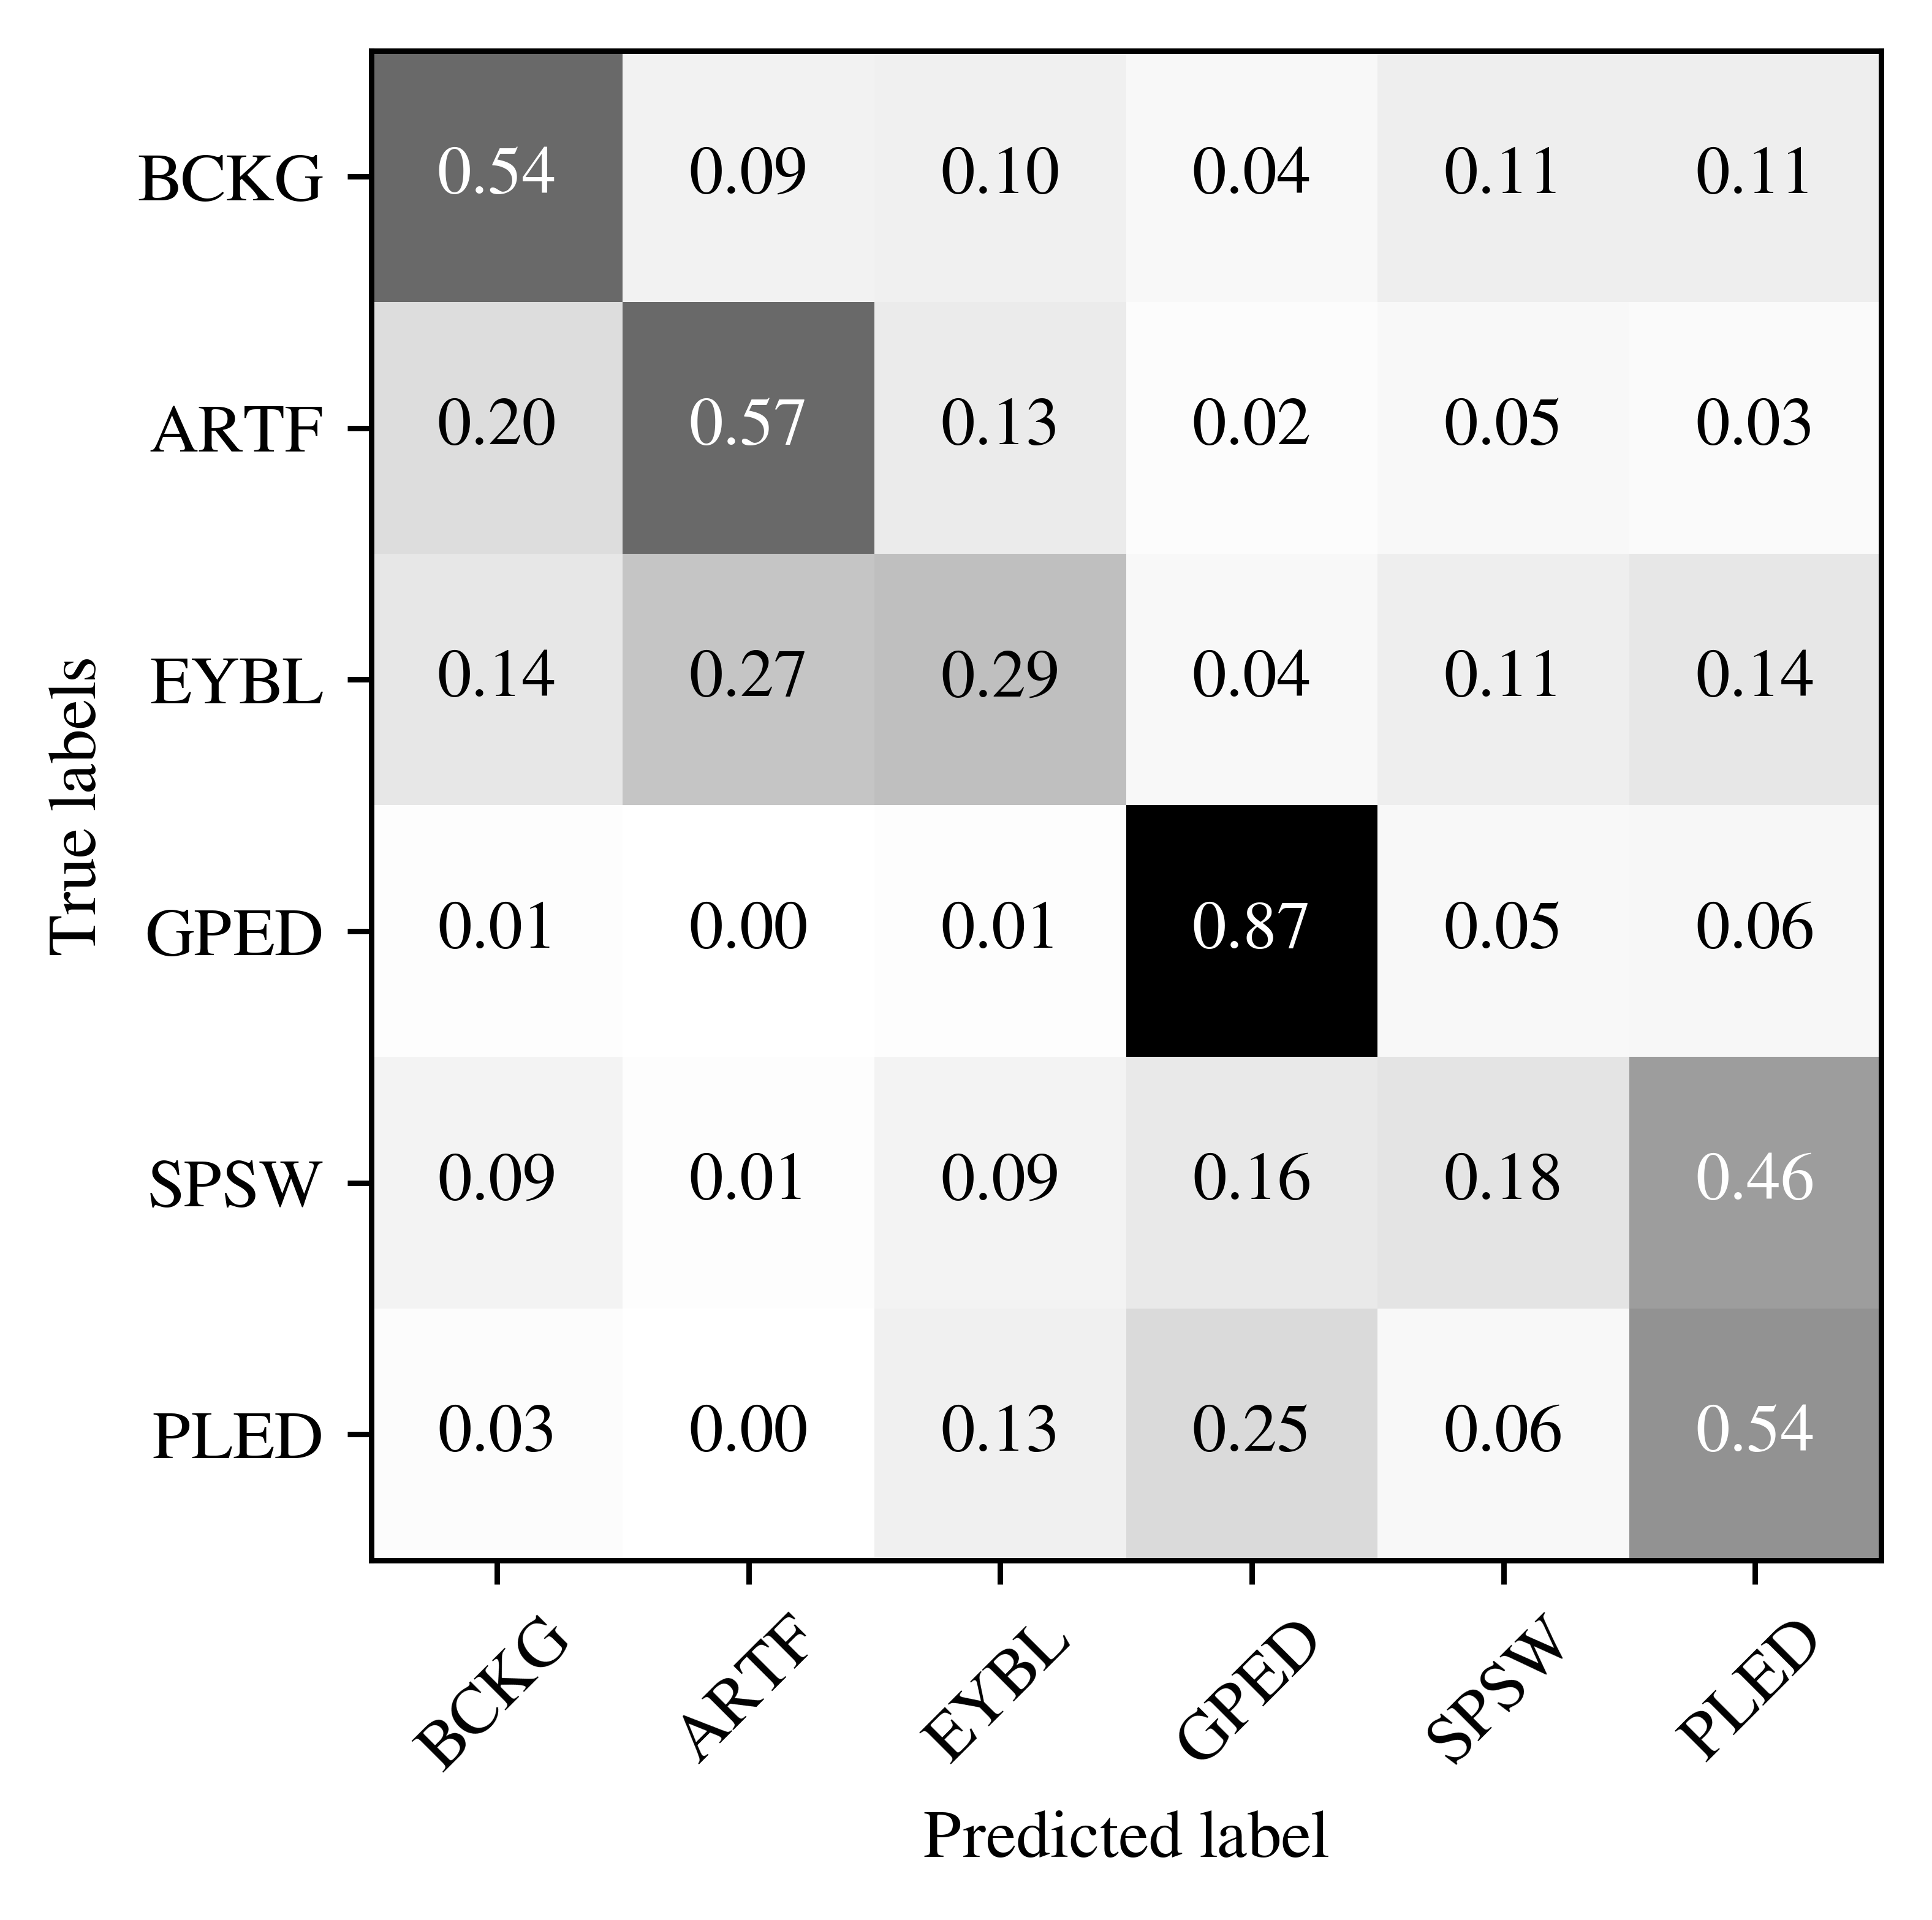 BCKG 0.54 0.09 0.10 0.04 0.11 0.11
ARTF 0.20 0.57 0.13 0.02 0.05 0.03
EYBL 0.14 0.27 0.29 0.04 0.11 0.14
GPED 0.01 0.00 0.01 0.87 0.05 0.06
SPSW 0.09 0.01 0.09 0.16 0.18 0.46
PLED 0.03 0.00 0.13 0.25 0.06 0.54
True labels
BCKG ARTF EYBL GPED SPSW PLED
Predicted label